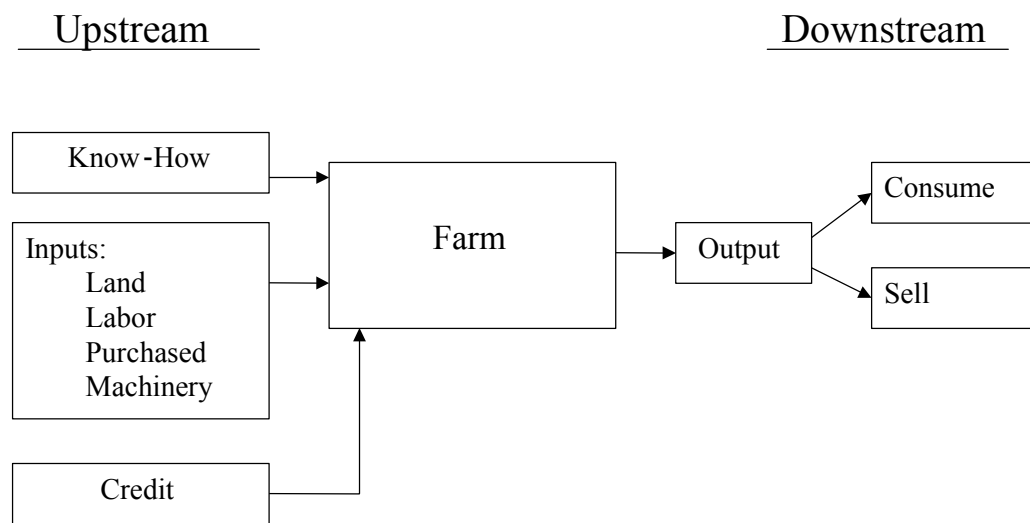 Upstream
Downstream
Know-How
Inputs:
Land
Labor
Purchased
Machinery
Credit
Farm
Output
Consume
Sell